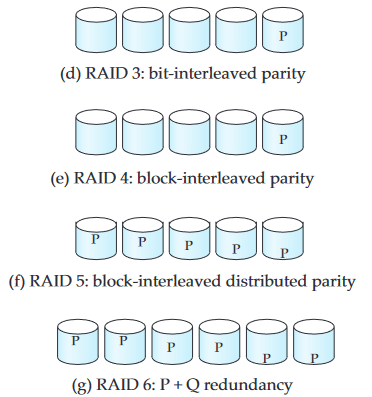 P
(d) RAID 3: bit-interleaved parity
P
(e) RAID 4: block-interleaved parity
P P P P P
(f) RAID 5: block-interleaved distributed parity
P P P P P P
(g) RAID 6: P + Q redundancy